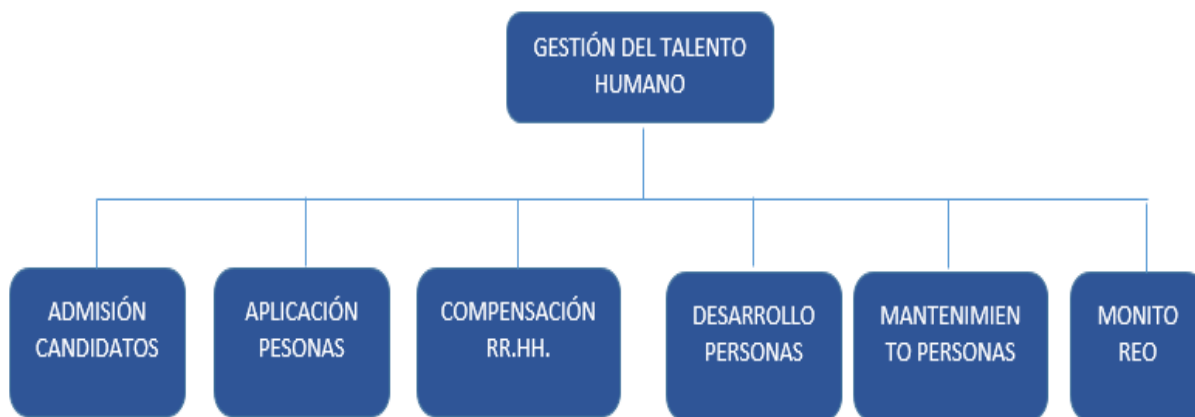 GESTIÓN DEL TALENTO
HUMANO
ADMISIÓN
CANDIDATOS
APLICACIÓN
PESONAS
COMPENSACIÓN
RR.HH.
DESARROLLO
PERSONAS
MANTENIMIEN
TO PERSONAS
MONITO
REO